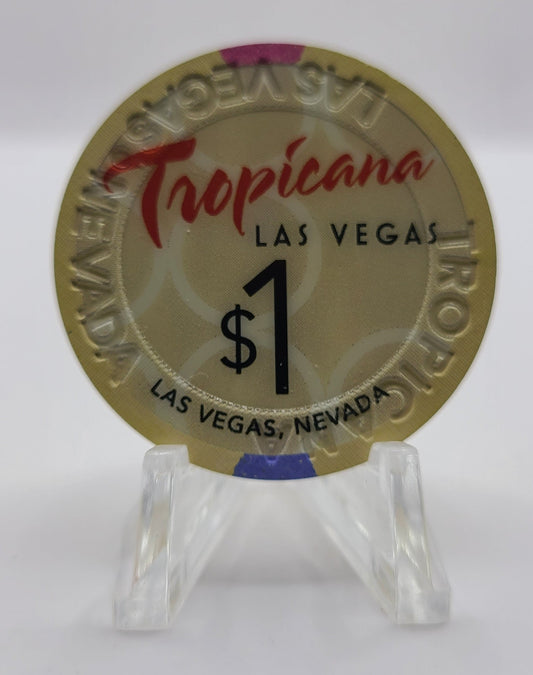 Tropicana
LAS VEGAS
$1
LAS VEGAS, NEVADA
TROPICANA
LAS VEGAS NEVADA
LAS VEGAS